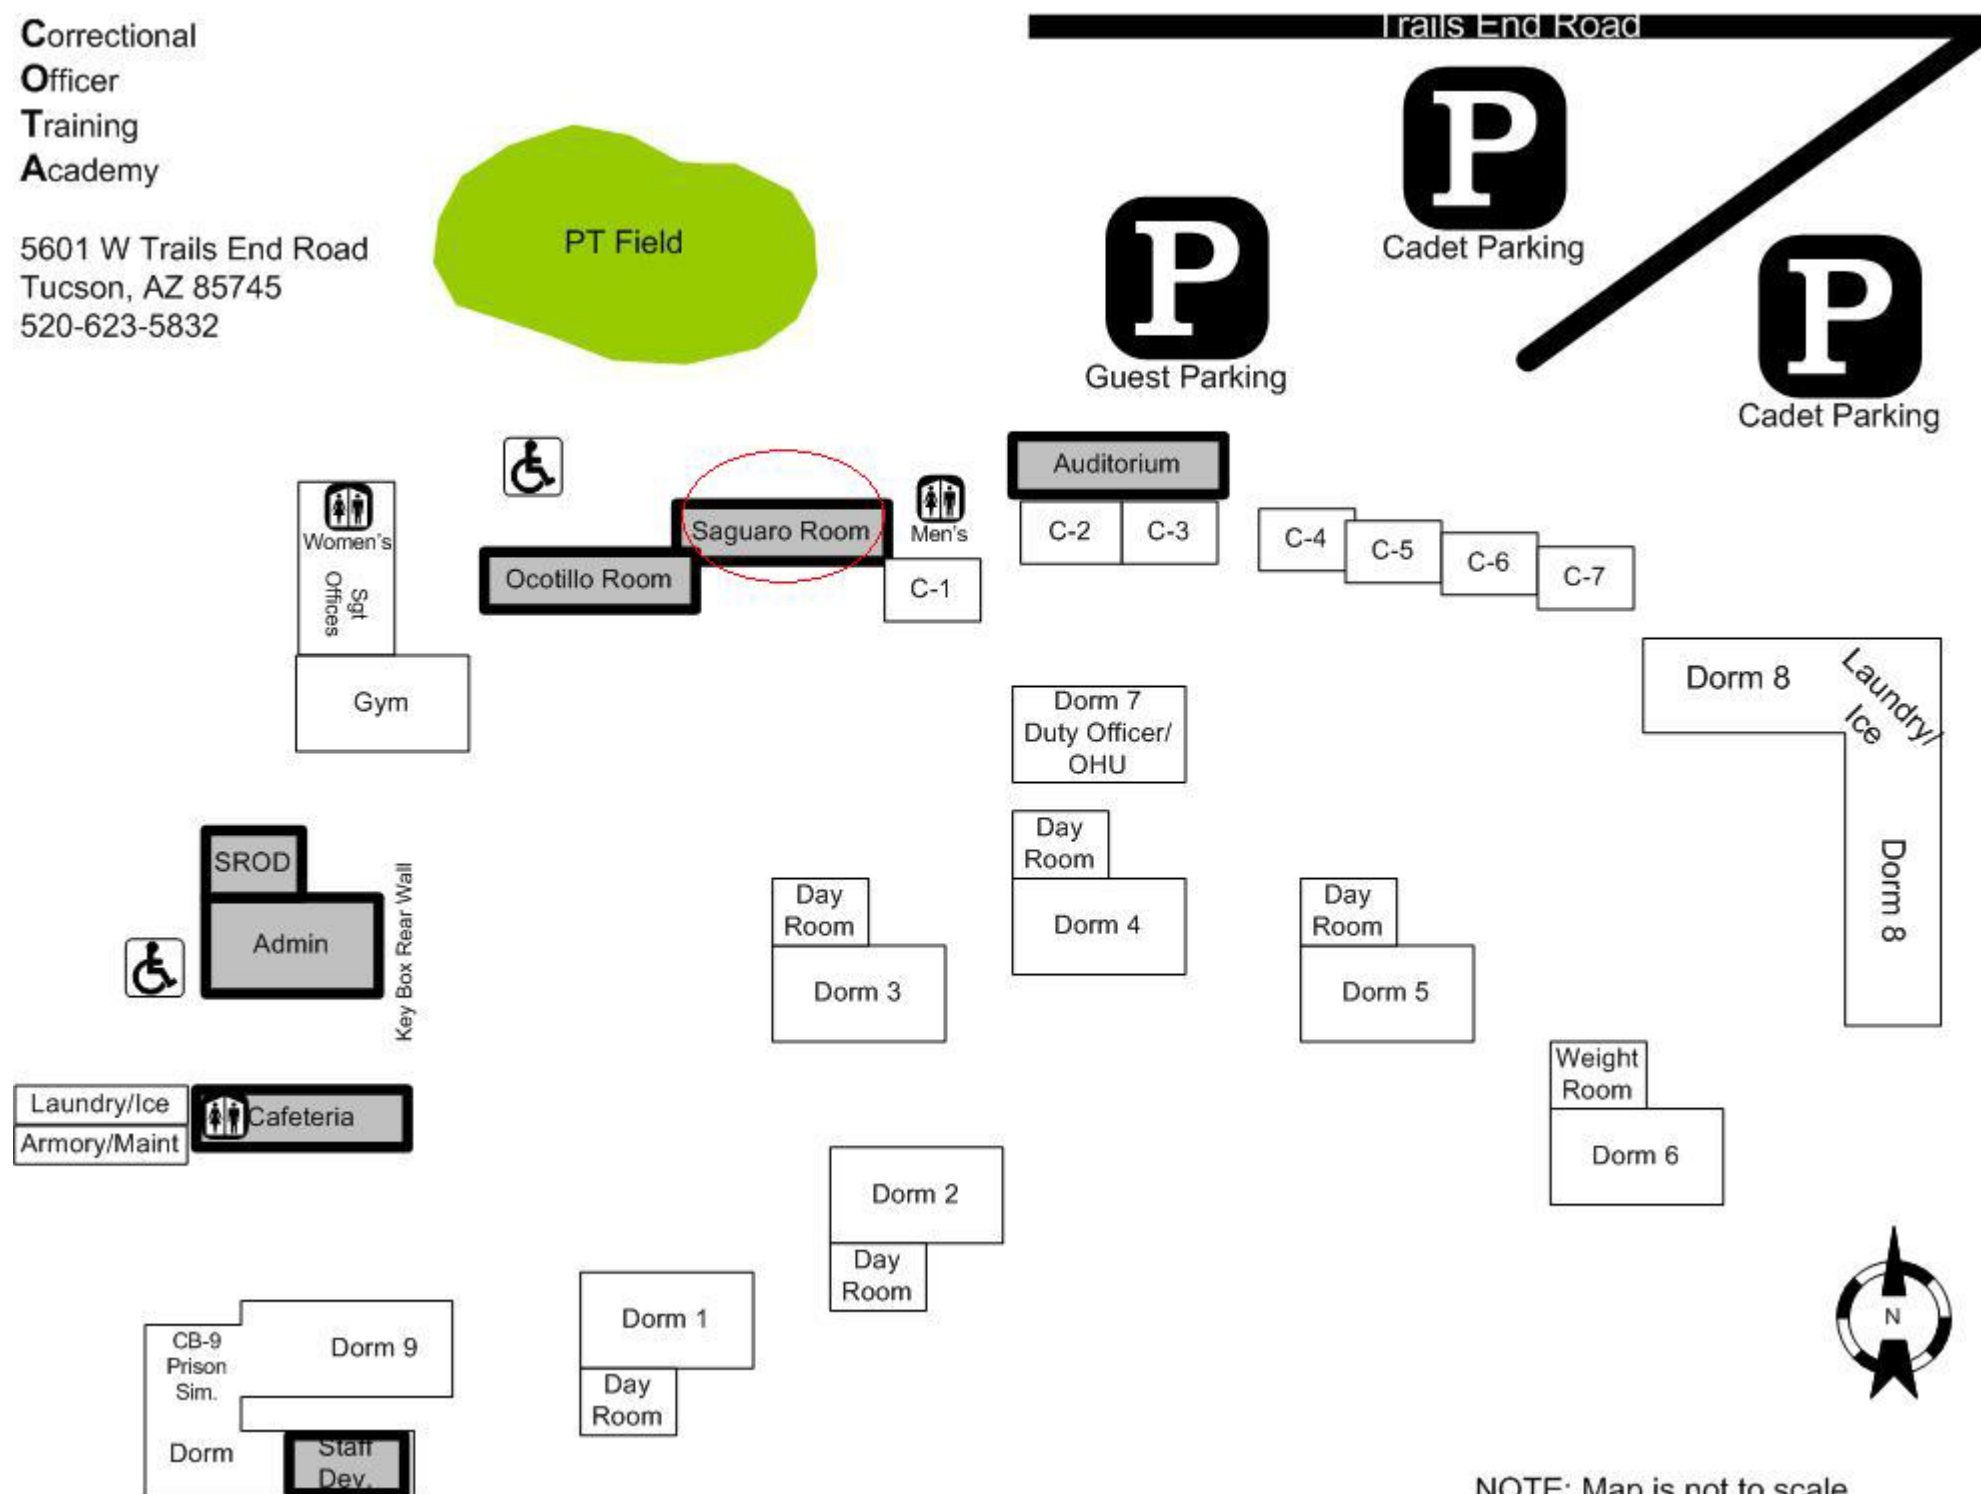 Correctional
Officer
Training
Academy
5601 W Trails End Road
Tucson, AZ 85745
520-623-5832
Trails End Road
PT Field
P
Cadet Parking
P
Guest Parking
P
Cadet Parking
Women's
Sgt
Offices
Gym
Ocotillo Room
Saguaro Room
Men's
C-1
Auditorium
C-2
C-3
C-4
C-5
C-6
C-7
Dorm 8
Laundry/
Ice
Dorm 8
Dorm 7
Duty Officer/
OHU
Day
Room
Dorm 4
Day
Room
Dorm 3
Day
Room
Dorm 5
SROD
Admin
Key Box Rear Wall
Laundry/Ice
Armory/Maint
Cafeteria
Weight
Room
Dorm 6
Dorm 2
Day
Room
Dorm 1
Day
Room
CB-9
Prison
Sim.
Dorm 9
Dorm
Staff
Dev.
N
NOTE: Map is not to scale